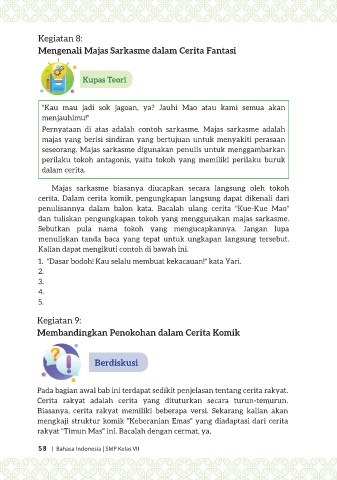 Kegiatan 8:
Mengenali Majas Sarkasme dalam Cerita Fantasi
Kupas Teori
"Kau mau jadi sok jagoan, ya? Jauhi Mao atau kami semua akan
menjauhimu!"
Pernyataan di atas adalah contoh sarkasme. Majas sarkasme adalah
majas yang berisi sindiran yang bertujuan untuk menyakiti perasaan
seseorang. Majas sarkasme digunakan penulis untuk menggambarkan
perilaku tokoh antagonis, yaitu tokoh yang memiliki perilaku buruk
dalam cerita.
Majas sarkasme biasanya diucapkan secara langsung oleh tokoh
cerita. Dalam cerita komik, pengungkapan langsung dapat dikenali dari
penulisannya dalam balon kata. Bacalah ulang cerita "Kue-Kue Mao"
dan tuliskan pengungkapan tokoh yang menggunakan majas sarkasme.
Sebutkan pula nama tokoh yang mengucapkannya. Jangan lupa
menuliskan tanda baca yang tepat untuk ungkapan langsung tersebut.
Kalian dapat mengikuti contoh di bawah ini.
1. "Dasar bodoh! Kau selalu membuat kekacauan!" kata Yari.
2.
3.
4.
5.
Kegiatan 9:
Membandingkan Penokohan dalam Cerita Komik
Berdiskusi
Pada bagian awal bab ini terdapat sedikit penjelasan tentang cerita rakyat.
Cerita rakyat adalah cerita yang dituturkan secara turun-temurun.
Biasanya, cerita rakyat memiliki beberapa versi. Sekarang kalian akan
mengkaji struktur komik "Keberanian Emas" yang diadaptasi dari cerita
rakyat "Timun Mas" ini. Bacalah dengan cermat, ya.
58 | Bahasa Indonesia | SMP Kelas VII